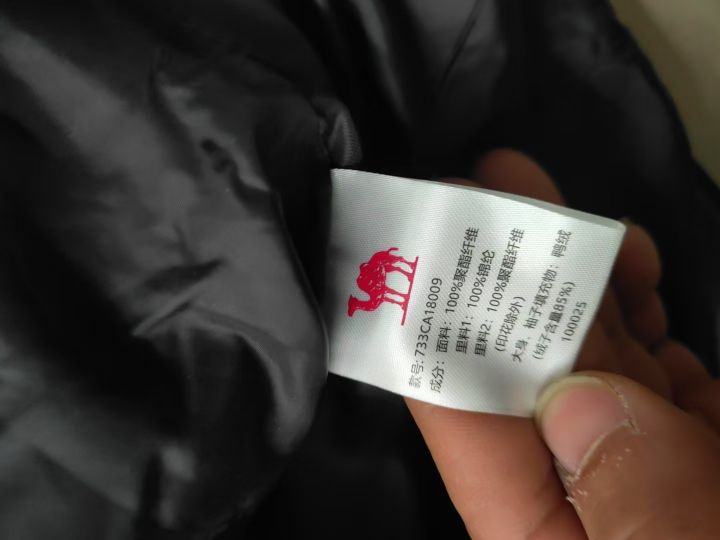 款号: 733CA18009
成分: 面料: 100%聚酯纤维
里料1: 100%锦纶
里料2: 100%聚酯纤维
(印花除外)
大身、袖子填充物: 鸭绒
(绒子含量85%)
100025